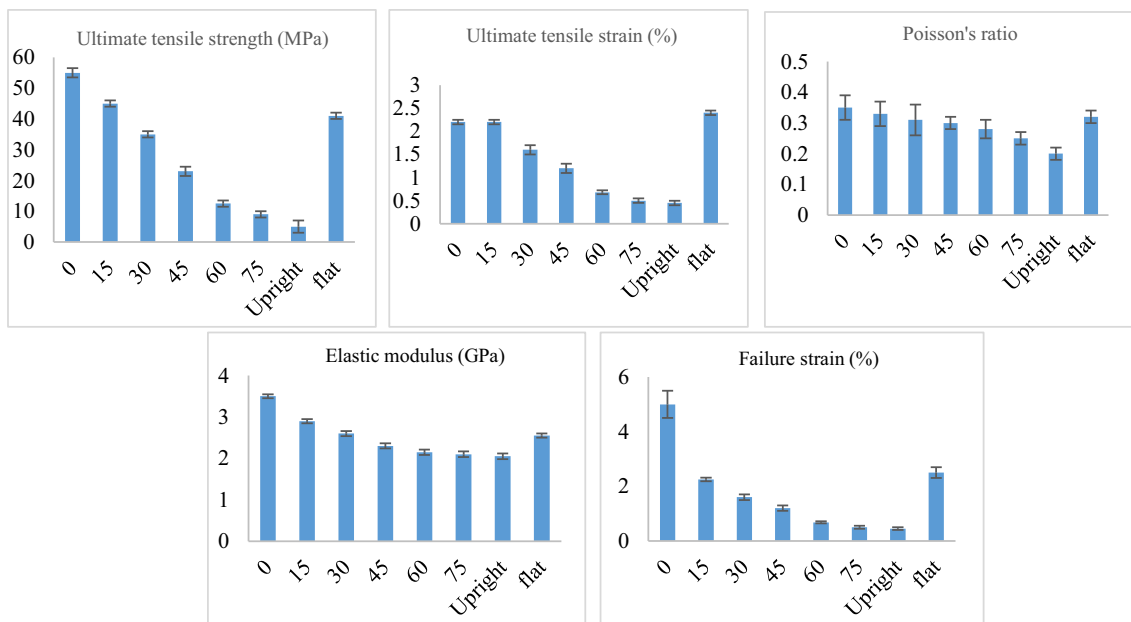 Ultimate tensile strength (MPa)
60
50
40
30
20
10
0
0 15 30 45 60 75 Upright flat
Ultimate tensile strain (%)
3
2.5
2
1.5
1
0.5
0
0 15 30 45 60 75 Upright flat
Poisson's ratio
0.5
0.4
0.3
0.2
0.1
0
0 15 30 45 60 75 Upright flat
Elastic modulus (GPa)
4
3
2
1
0
0 15 30 45 60 75 Upright flat
Failure strain (%)
6
4
2
0
0 15 30 45 60 75 Upright flat